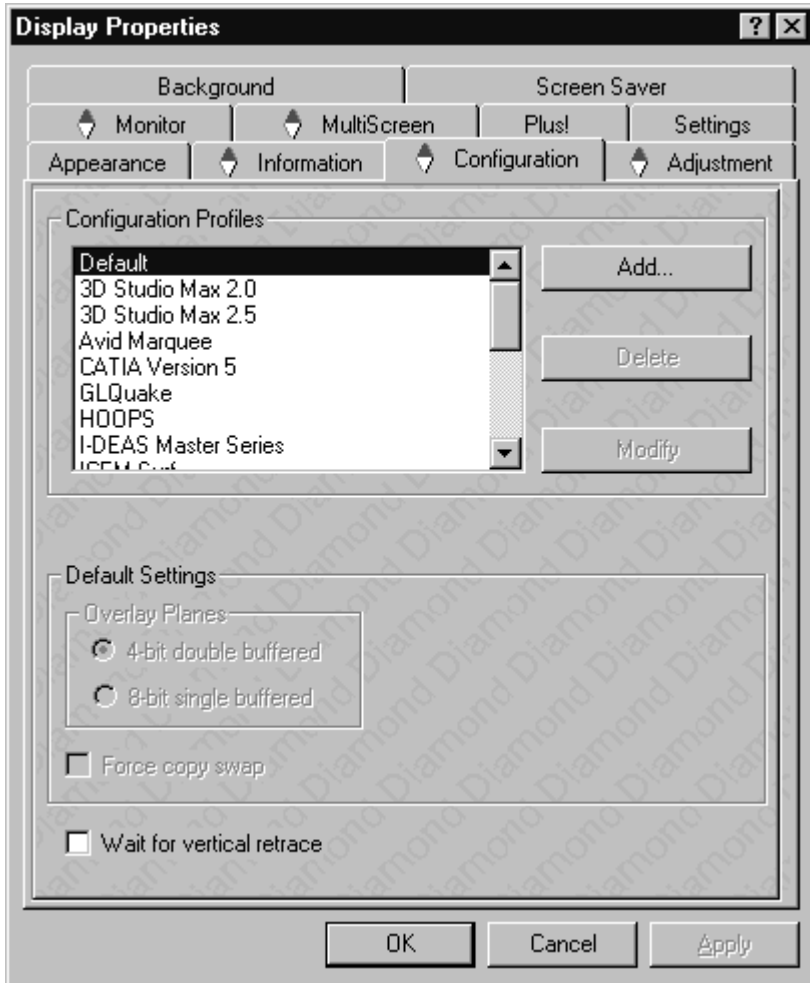 Display Properties
Background Screen Saver
Monitor MultiScreen Plus! Settings
Appearance Information Configuration Adjustment
Configuration Profiles
Default
3D Studio Max 2.0
3D Studio Max 2.5
Avid Marquee
CATIA Version 5
GLQuake
HOOPS
I-DEAS Master Series
Add...
Delete
Modify
Default Settings
Overlay Planes
4-bit double buffered
8-bit single buffered
Force copy swap
Wait for vertical retrace
Diamond Diamond Diamond
OK Cancel Apply